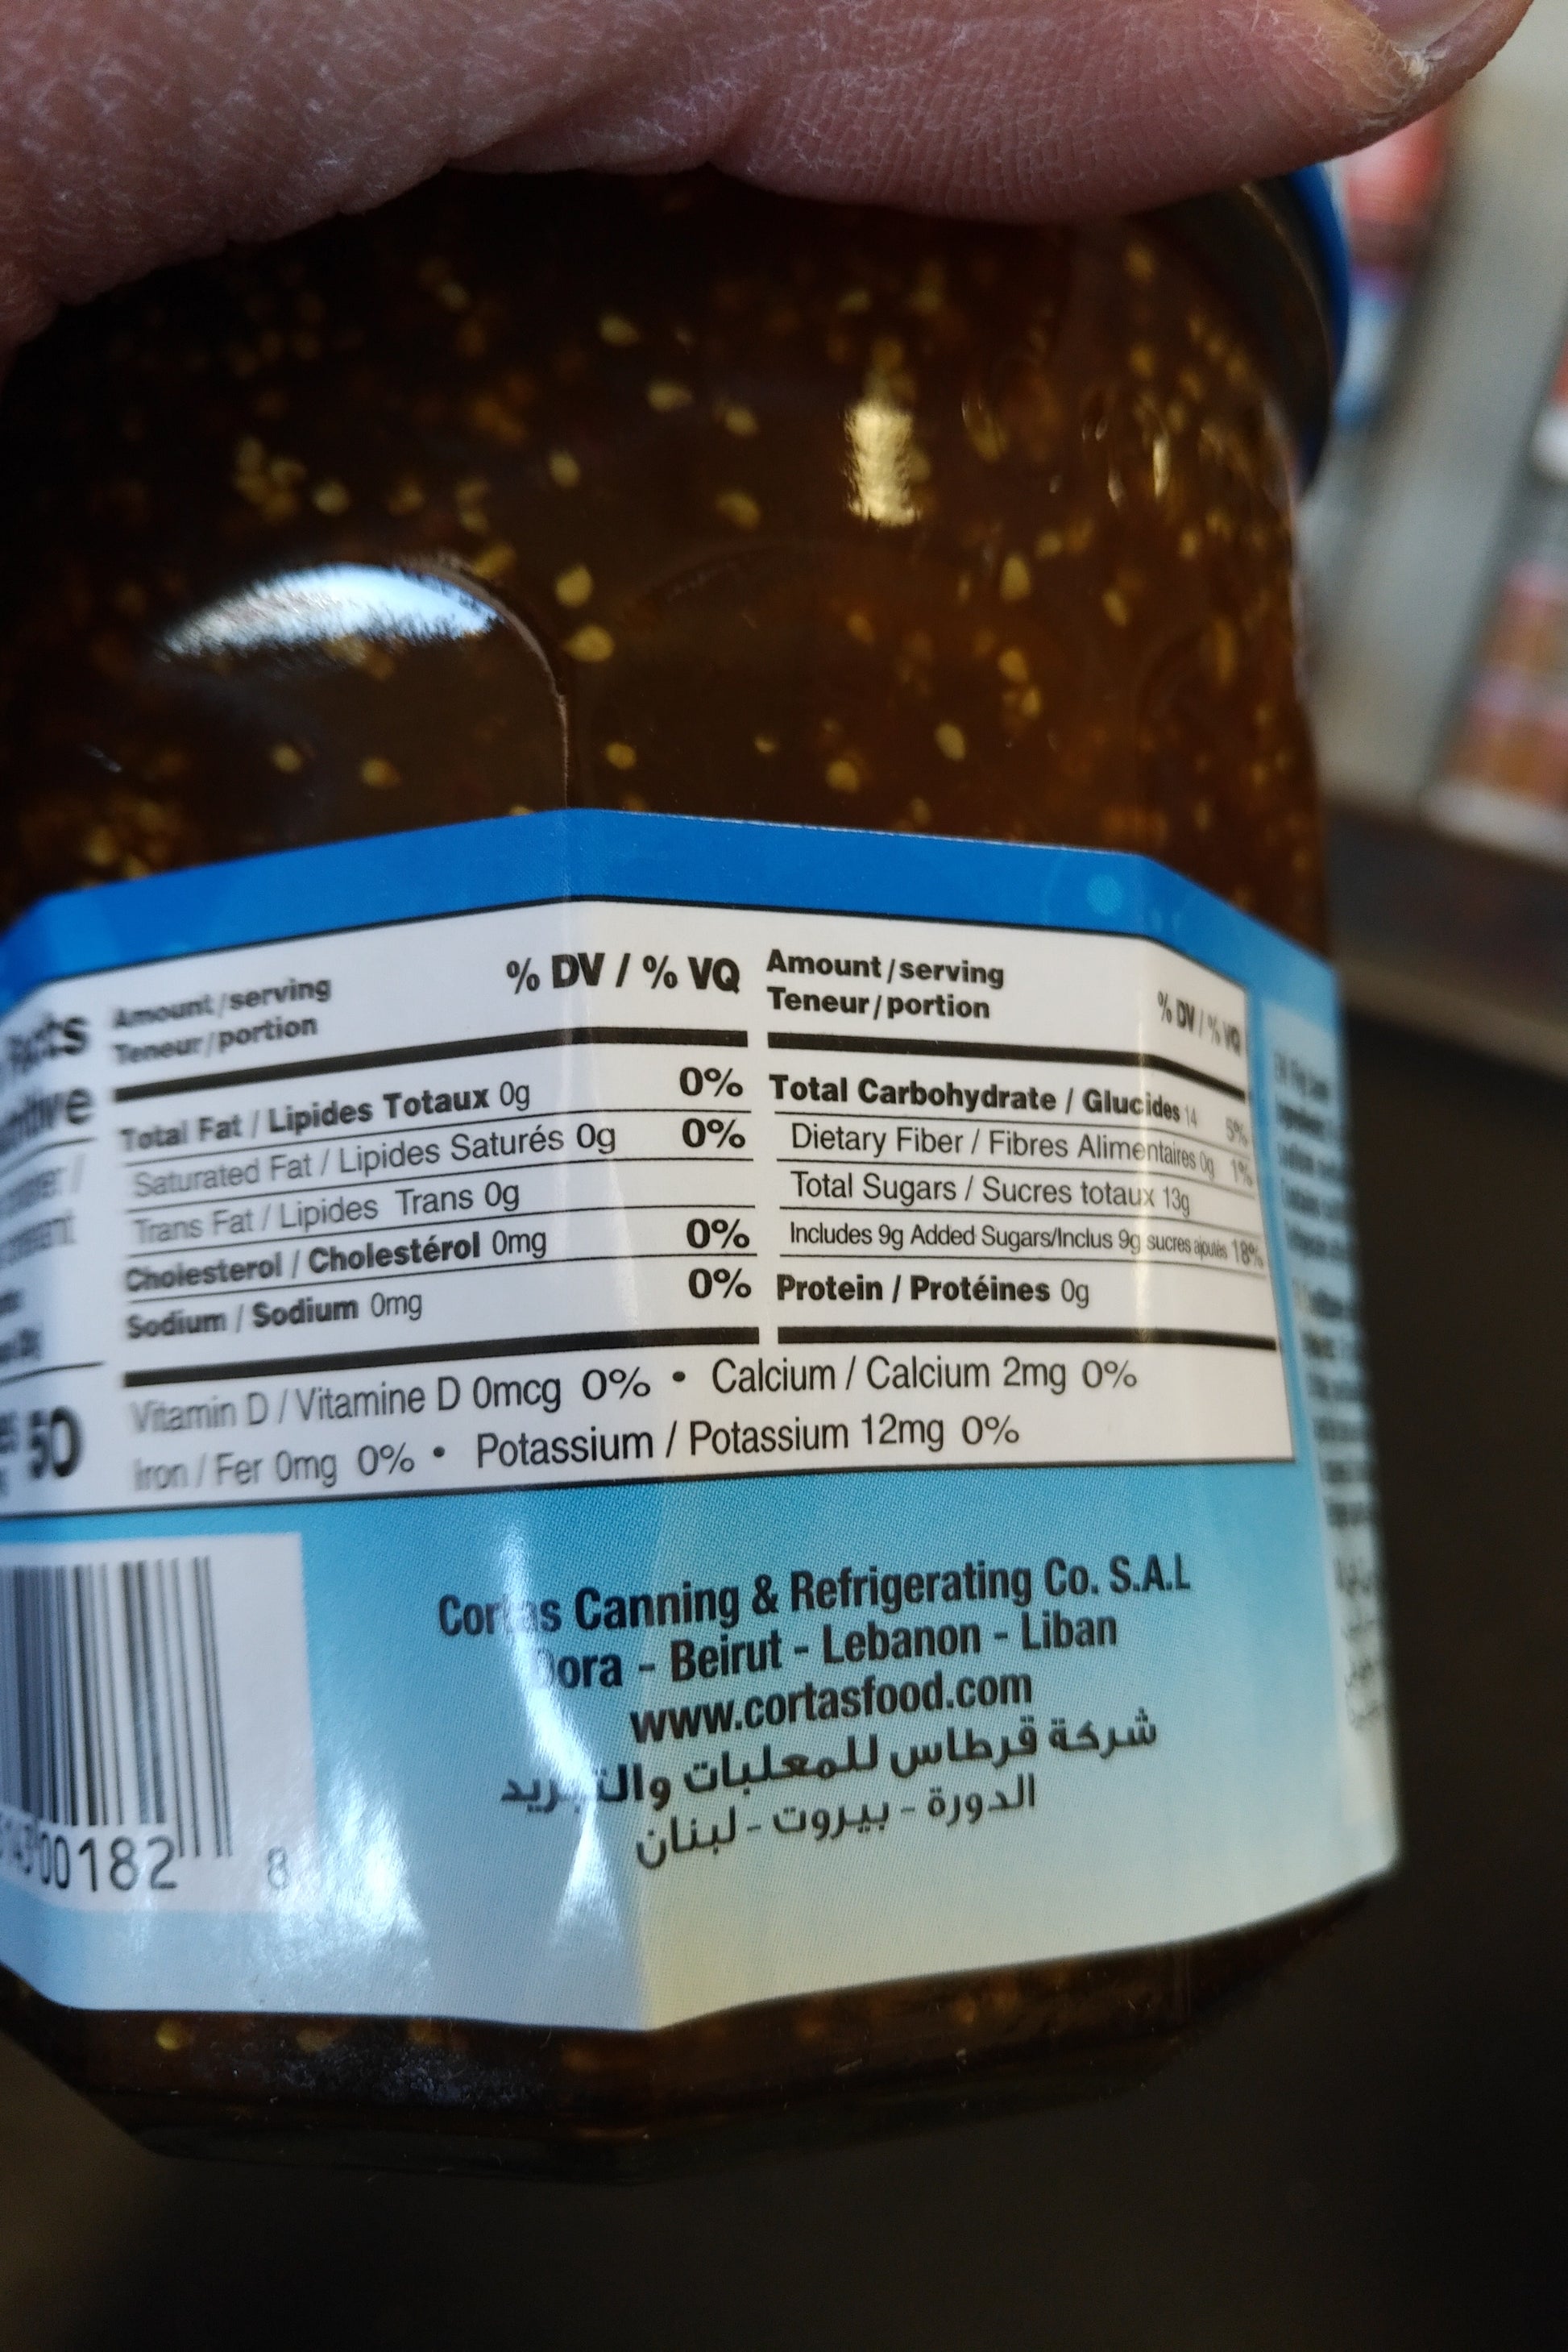 Amount/serving
Teneur/portion
% DV / % VQ
Total Fat / Lipides Totaux 0g 0%
Saturated Fat / Lipides Saturés 0g 0%
Trans Fat / Lipides Trans 0g
Cholesterol / Cholestérol 0mg 0%
Sodium / Sodium 0mg 0%
Amount/serving
Teneur/portion
% DV / % VQ
Total Carbohydrate / Glucides 14 5%
Dietary Fiber / Fibres Alimentaires 0g 1%
Total Sugars / Sucres totaux 13g
Includes 9g Added Sugars/Inclus 9g sucres ajoutés 18%
Protein / Protéines 0g
Vitamin D / Vitamine D 0mcg 0% • Calcium / Calcium 2mg 0%
Iron / Fer 0mg 0% • Potassium / Potassium 12mg 0%
50
00182 8
Cortas Canning & Refrigerating Co. S.A.L
Dora - Beirut - Lebanon - Liban
www.cortasfood.com
شركة قرطاس للمعلبات والتبريد
الدورة - بيروت - لبنان